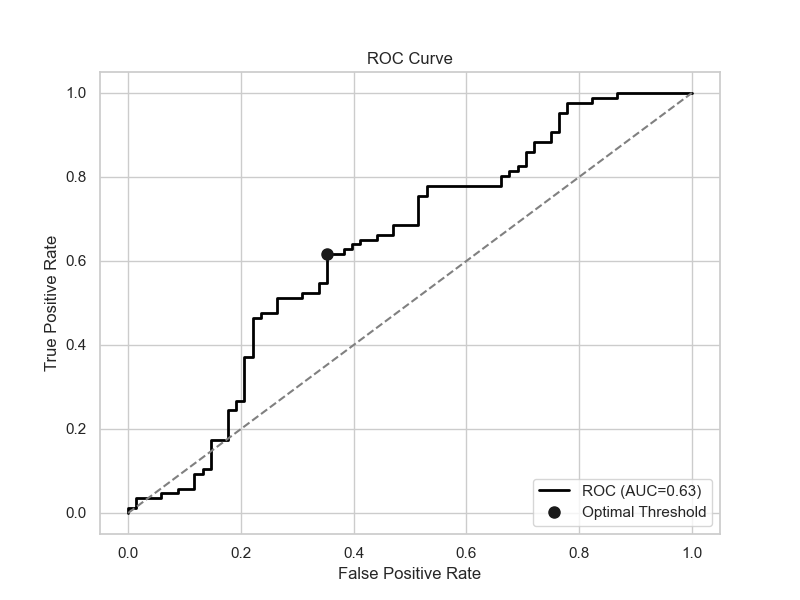 ROC Curve
True Positive Rate
1.0
0.8
0.6
0.4
0.2
0.0
0.0 0.2 0.4 0.6 0.8 1.0
False Positive Rate
ROC (AUC=0.63)
Optimal Threshold